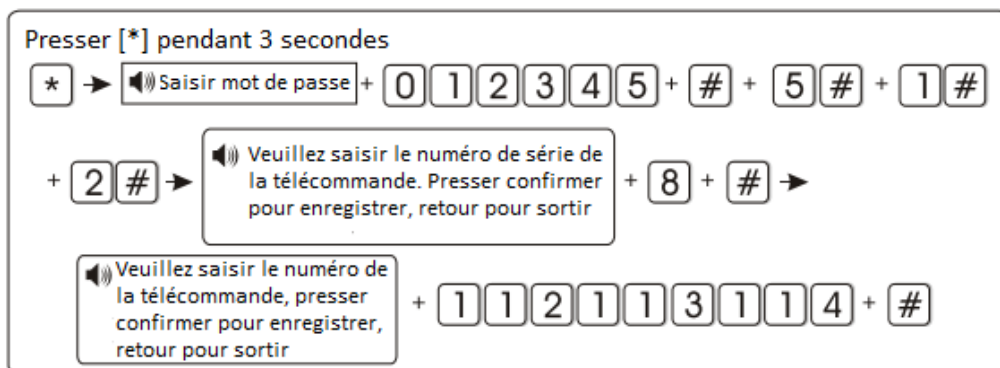 Presser [*] pendant 3 secondes
* Saisir mot de passe + 0 1 2 3 4 5 + # + 5 # + 1 #
+ 2 # Veuillez saisir le numéro de série de
la télécommande. Presser confirmer
pour enregistrer, retour pour sortir
+ 8 + #
Veuillez saisir le numéro de
la télécommande, presser
confirmer pour enregistrer,
retour pour sortir
+ 1 1 2 1 1 3 1 1 4 + #